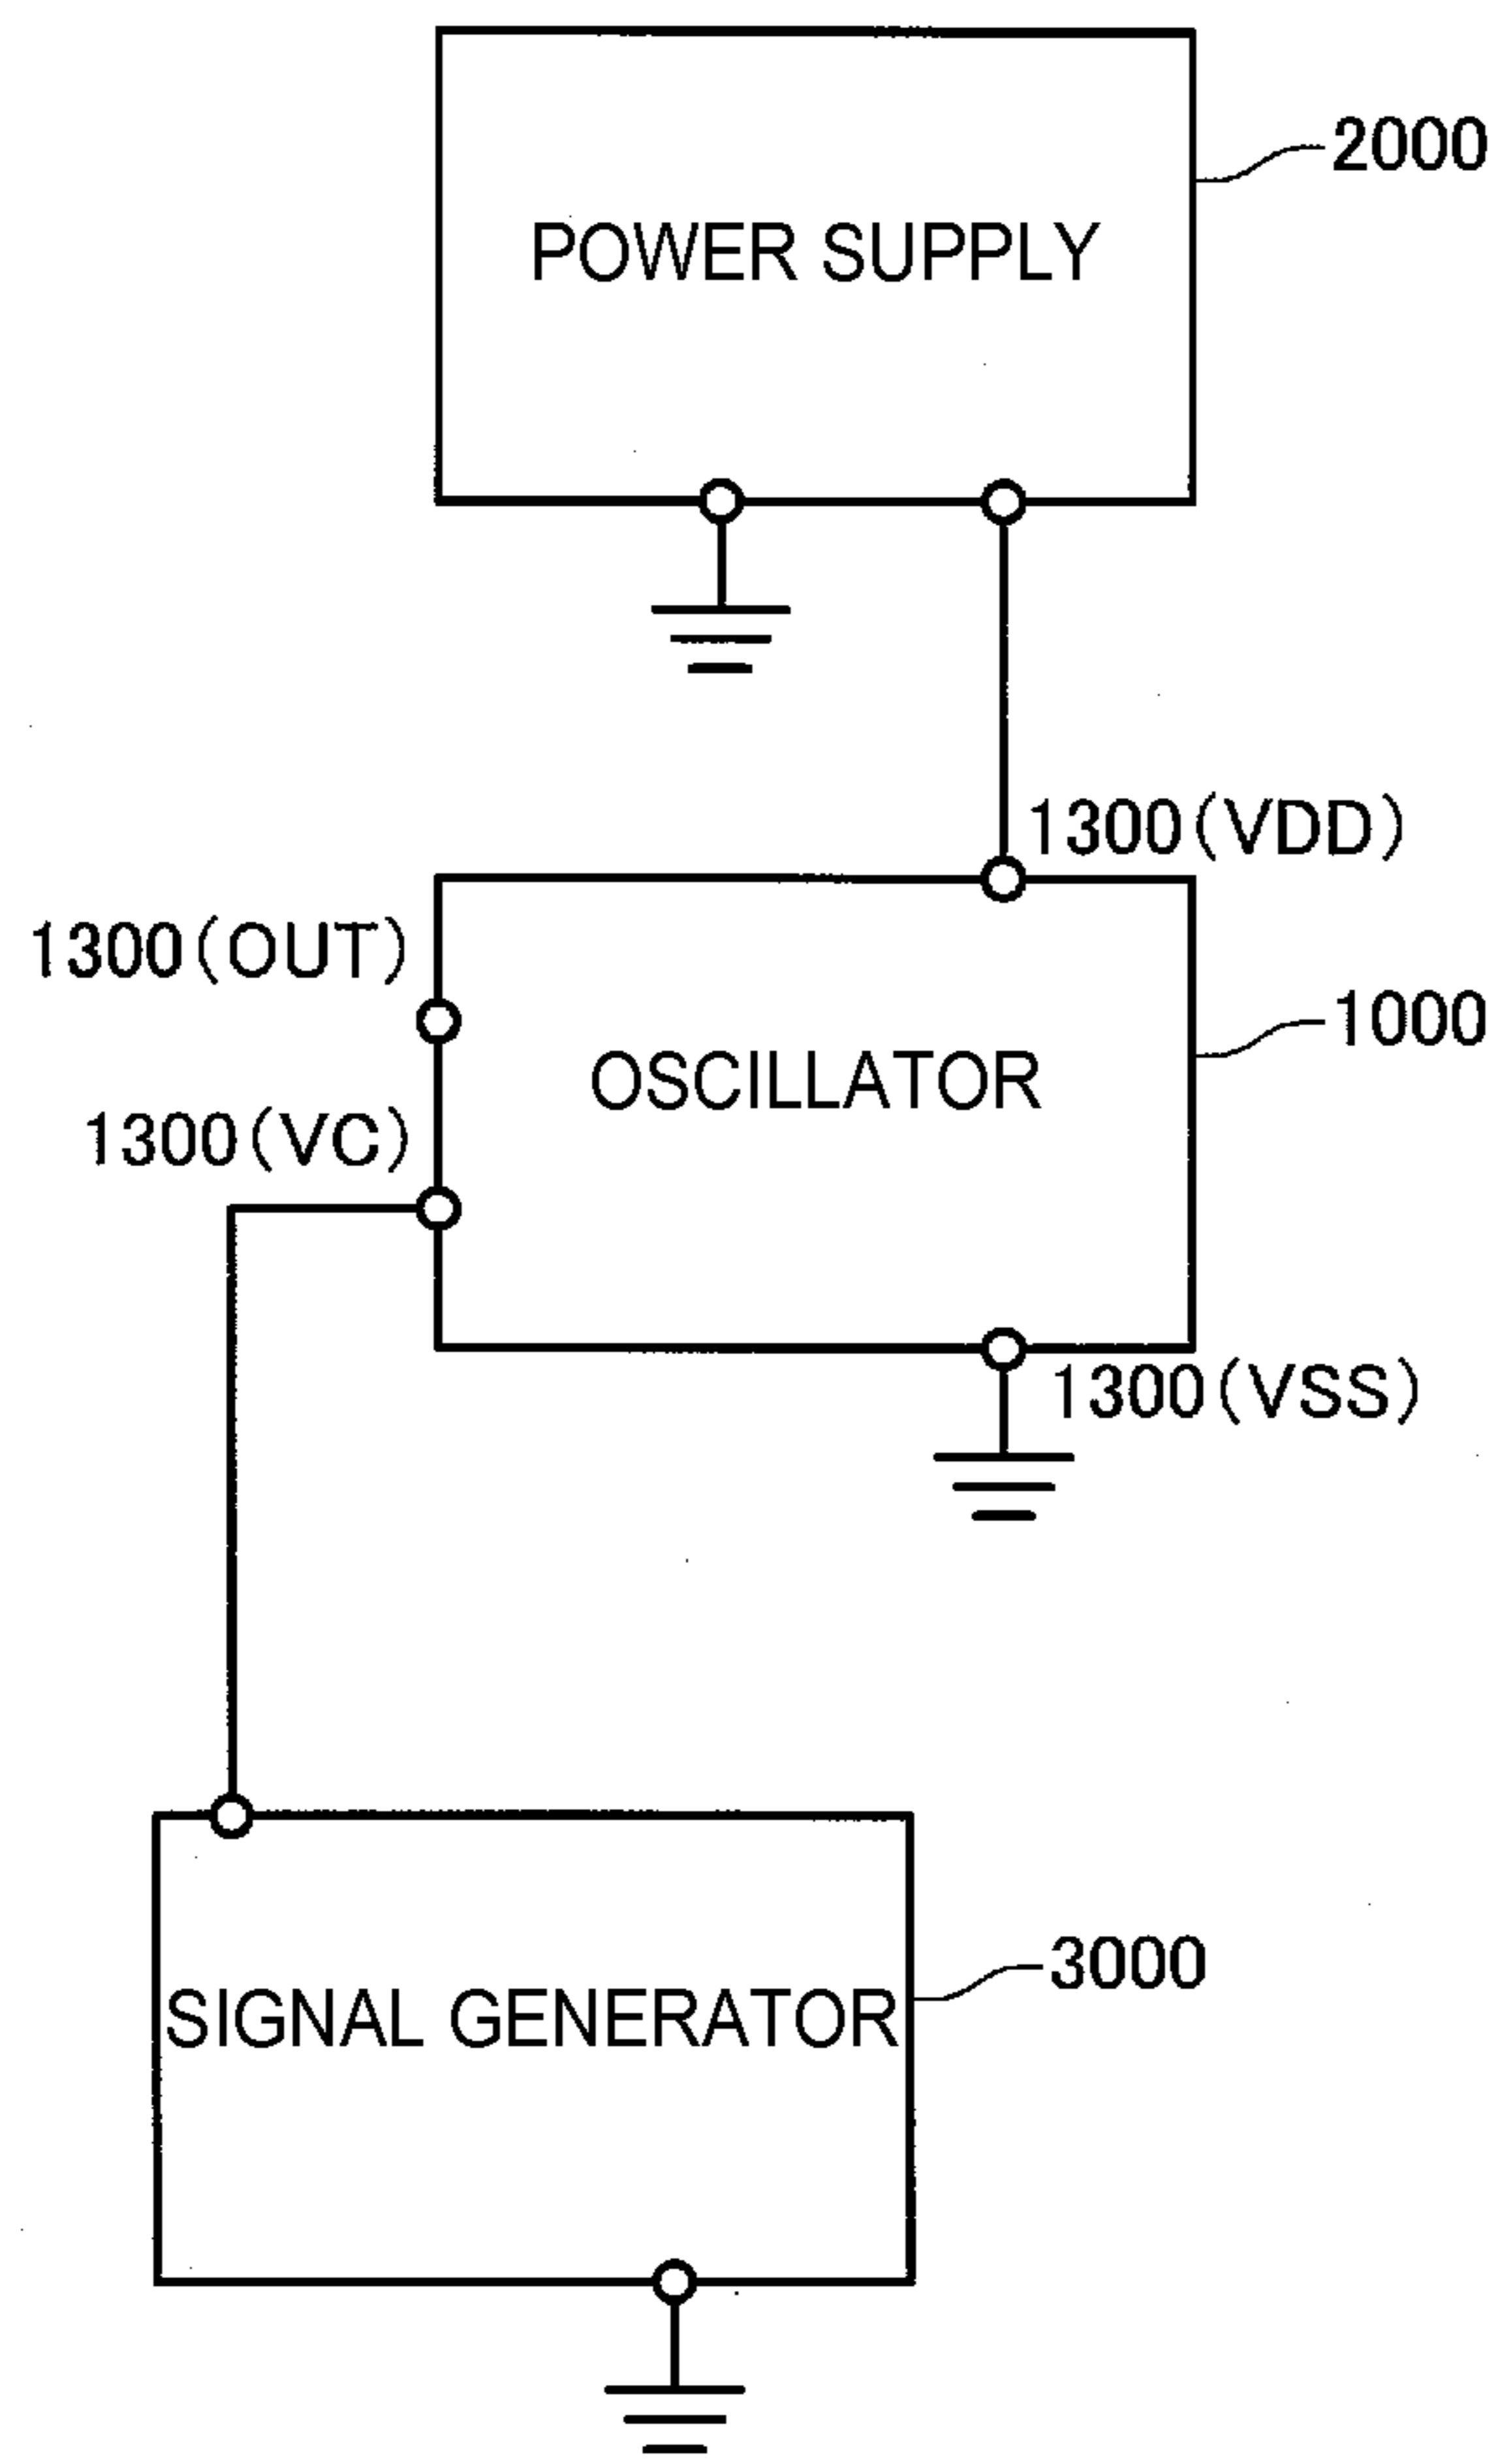 2000
POWER SUPPLY
1300(VDD)
1300(OUT)
1000
OSCILLATOR
1300(VC)
1300(VSS)
3000
SIGNAL GENERATOR